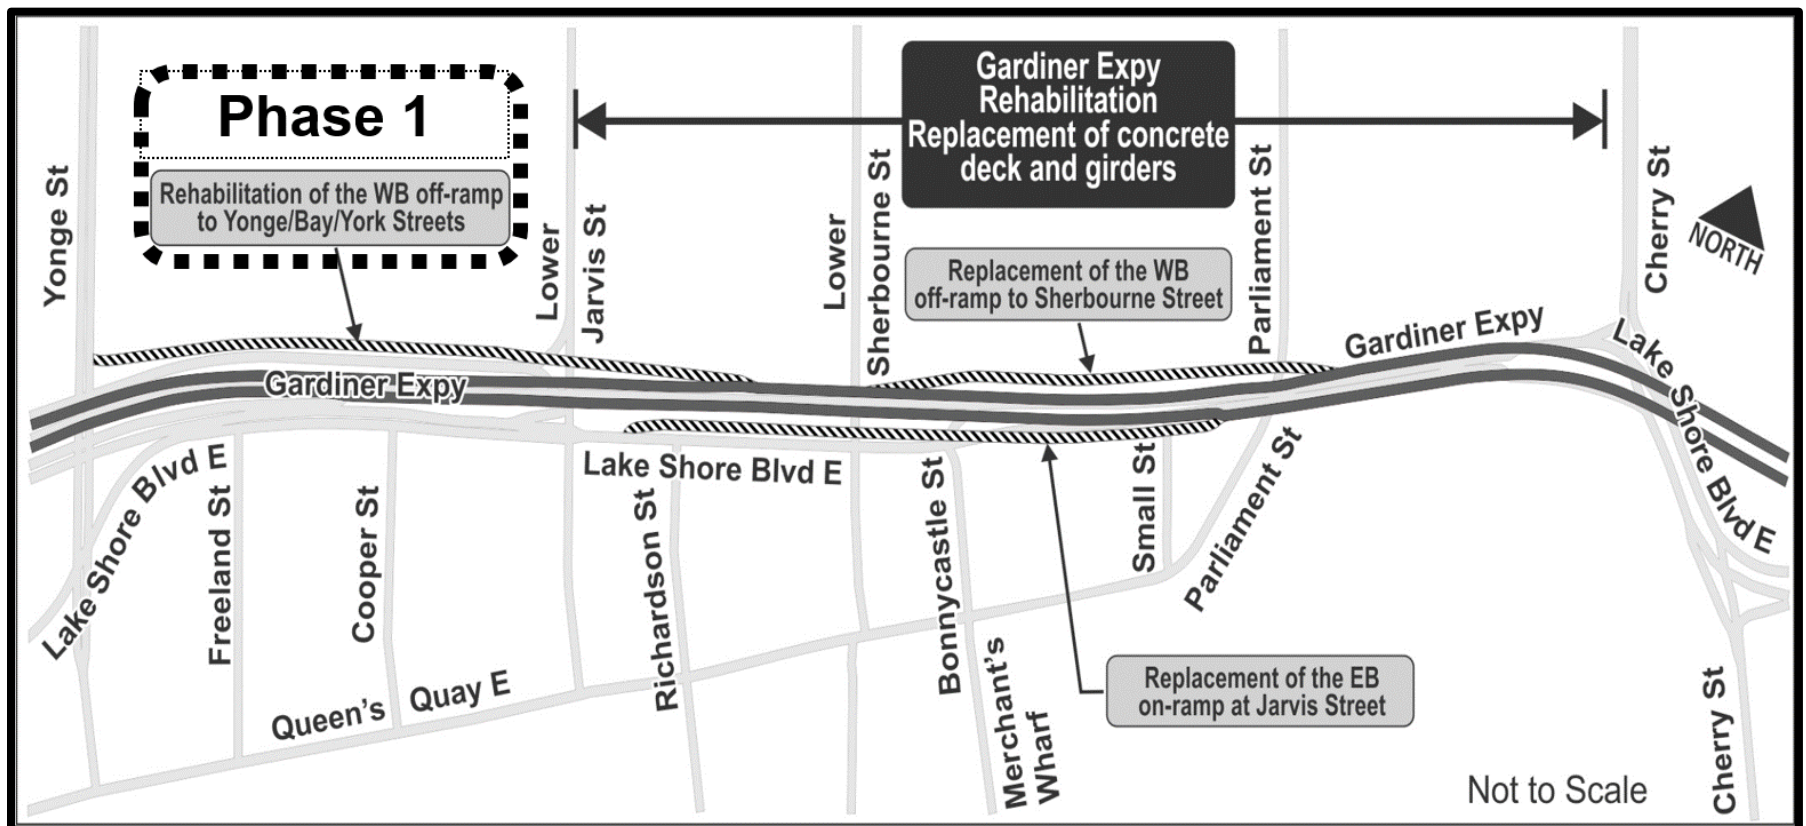 Phase 1
Rehabilitation of the WB off-ramp
to Yonge/Bay/York Streets
Gardiner Expy
Rehabilitation
Replacement of concrete
deck and girders
Yonge St
Lower
Jarvis St
Lower
Sherbourne St
Parliament St
Cherry St
NORTH
Replacement of the WB
off-ramp to Sherbourne Street
Gardiner Expy
Gardiner Expy
Lake Shore Blvd E
Lake Shore Blvd E
Lake Shore Blvd E
Freeland St
Cooper St
Richardson St
Bonnycastle St
Small St
Parliament St
Queen's Quay E
Merchant's
Wharf
Replacement of the EB
on-ramp at Jarvis Street
Cherry St
Not to Scale